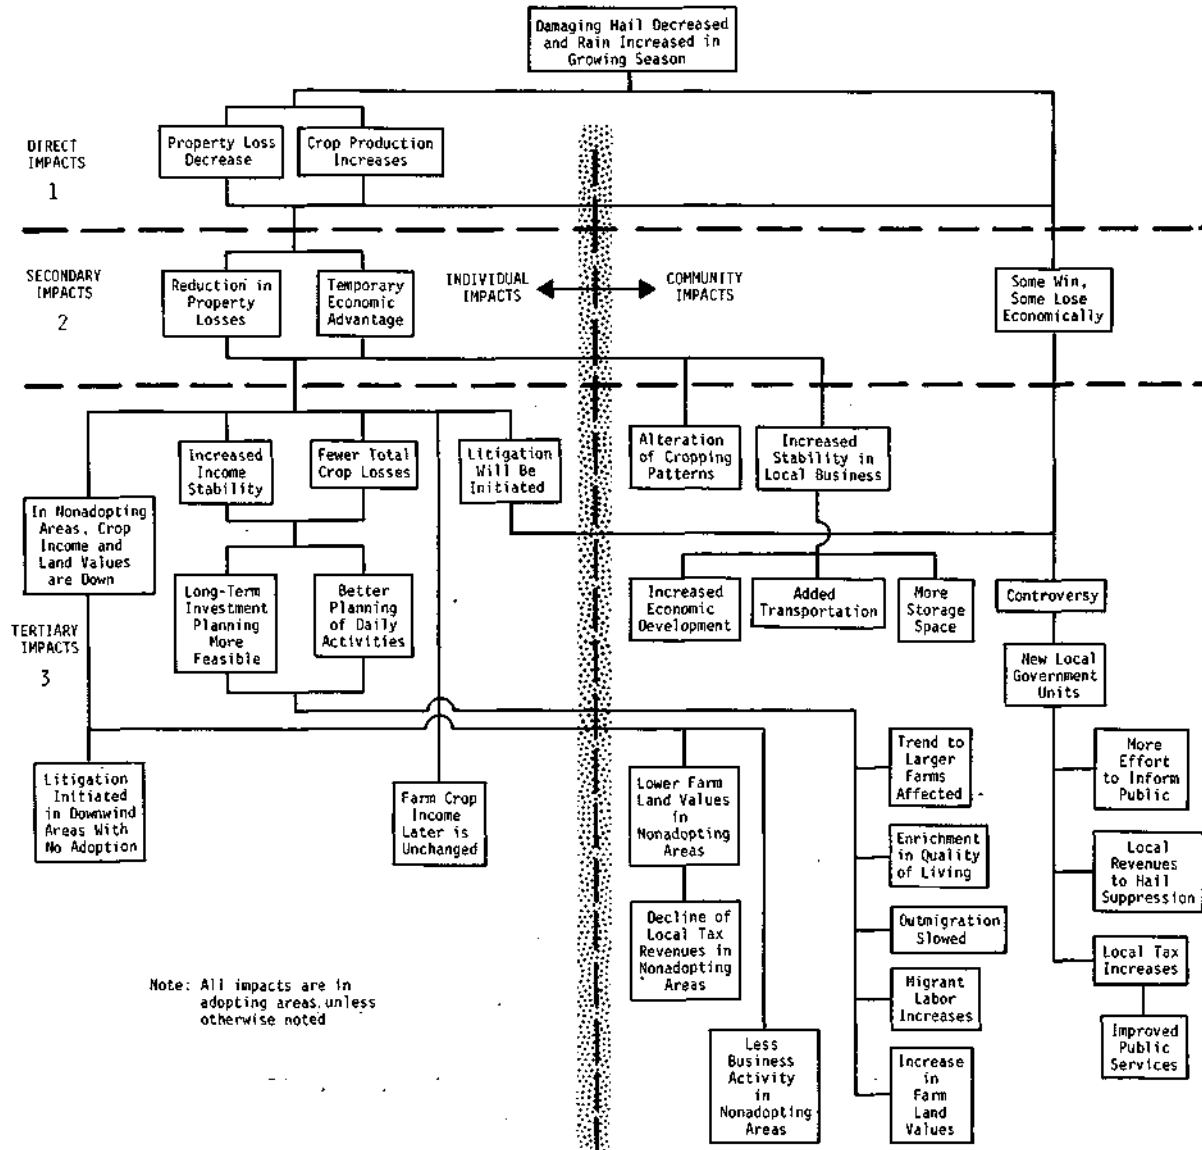 Damaging Hail Decreased
and Rain Increased in
Growing Season
DIRECT
IMPACTS
1
Property Loss
Decrease
Crop Production
Increases
SECONDARY
IMPACTS
2
Reduction in
Property
Losses
Temporary
Economic
Advantage
INDIVIDUAL
IMPACTS
COMMUNITY
IMPACTS
Some Win,
Some Lose
Economically
In Nonadopting
Areas, Crop
Income and
Land Values
are Down
Increased
Income
Stability
Fewer Total
Crop Losses
Litigation
Will Be
Initiated
Alteration
of Cropping
Patterns
Increased
Stability in
Local Business
TERTIARY
IMPACTS
3
Long-Term
Investment
Planning
More
Feasible
Better
Planning
of Daily
Activities
Increased
Economic
Development
Added
Transportation
More
Storage
Space
Controversy
New Local
Government
Units
Litigation
Initiated
in Downwind
Areas With
No Adoption
Farm Crop
Income
Later is
Unchanged
Lower Farm
Land Values
in
Nonadopting
Areas
Decline of
Local Tax
Revenues in
Nonadopting
Areas
Less
Business
Activity
in
Nonadopting
Areas
Trend to
Larger
Farms
Affected
Enrichment
in Quality
of Living
Outmigration
Slowed
Migrant
Labor
Increases
Increase
in
Farm
Land
Values
More
Effort
to Inform
Public
Local
Revenues
to Hail
Suppression
Local Tax
Increases
Improved
Public
Services
Note: All impacts are in
adopting areas unless
otherwise noted